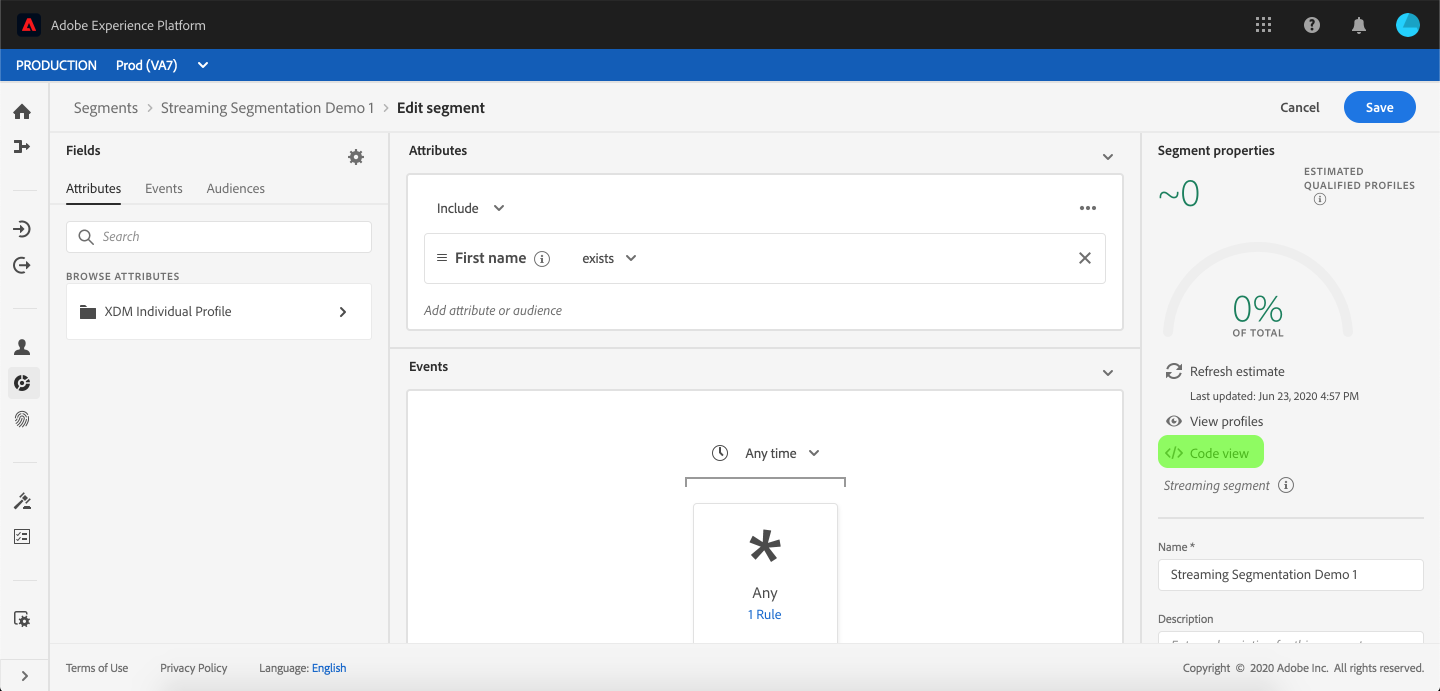 Adobe Experience Platform
PRODUCTION Prod (VA7)
Segments > Streaming Segmentation Demo 1 > Edit segment
Cancel
Save
Fields
Attributes Events Audiences
Search
BROWSE ATTRIBUTES
XDM Individual Profile
Attributes
Include
First name exists
Add attribute or audience
Events
Any time
Any
1 Rule
Segment properties
~0
ESTIMATED
QUALIFIED PROFILES
0%
OF TOTAL
Refresh estimate
Last updated: Jun 23, 2020 4:57 PM
View profiles
</> Code view
Streaming segment
Name *
Streaming Segmentation Demo 1
Description
Terms of Use Privacy Policy Language: English
Copyright © 2020 Adobe Inc. All rights reserved.